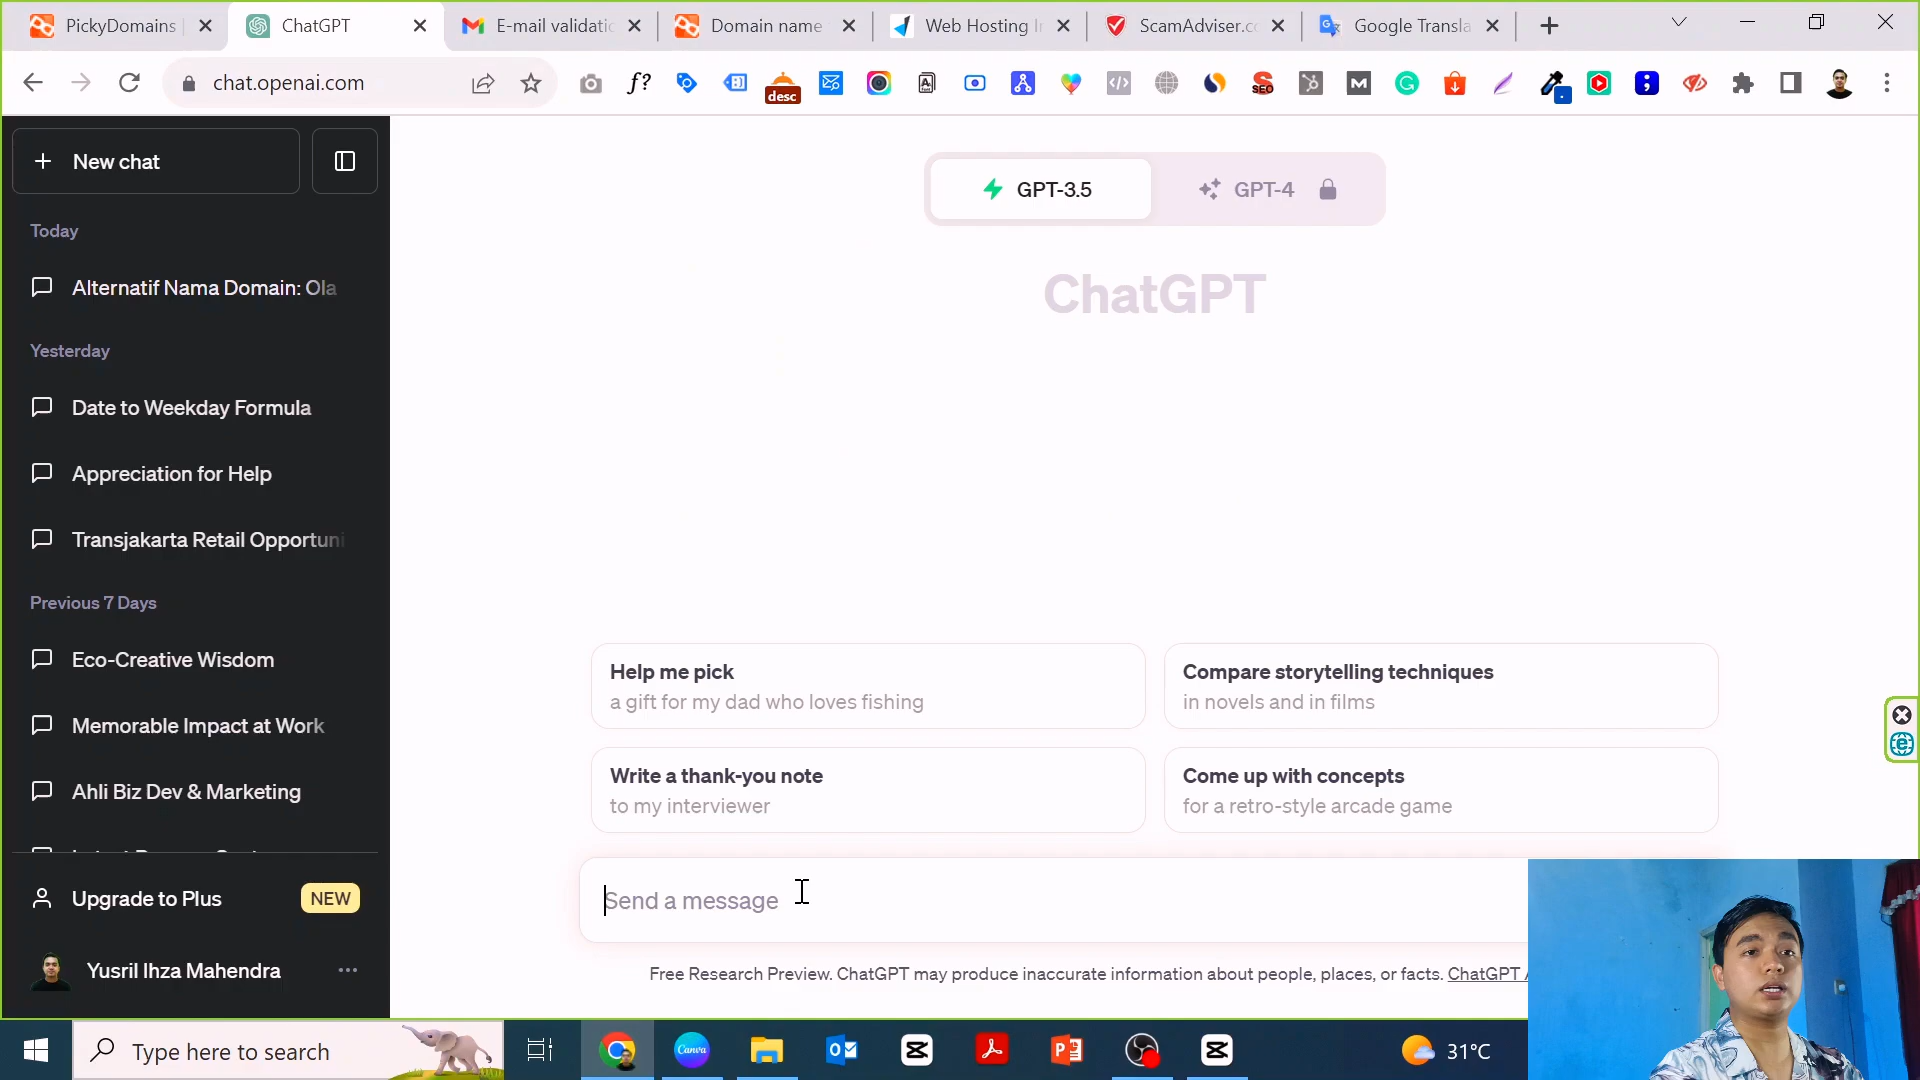 PickyDomains |
ChatGPT
E-mail validatic
Domain name
Web Hosting I
ScamAdviser.cc
Google Transla
chat.openai.com
f?
desc
SEO
New chat
GPT-3.5
GPT-4
Today
Alternatif Nama Domain: Ola
ChatGPT
Yesterday
Date to Weekday Formula
Appreciation for Help
Transjakarta Retail Opportuni
Previous 7 Days
Eco-Creative Wisdom
Memorable Impact at Work
Ahli Biz Dev & Marketing
Help me pick
a gift for my dad who loves fishing
Compare storytelling techniques
in novels and in films
Write a thank-you note
to my interviewer
Come up with concepts
for a retro-style arcade game
Upgrade to Plus
NEW
Send a message
Yusril Ihza Mahendra
Free Research Preview. ChatGPT may produce inaccurate information about people, places, or facts. ChatGPT
Type here to search
Canva
31°C